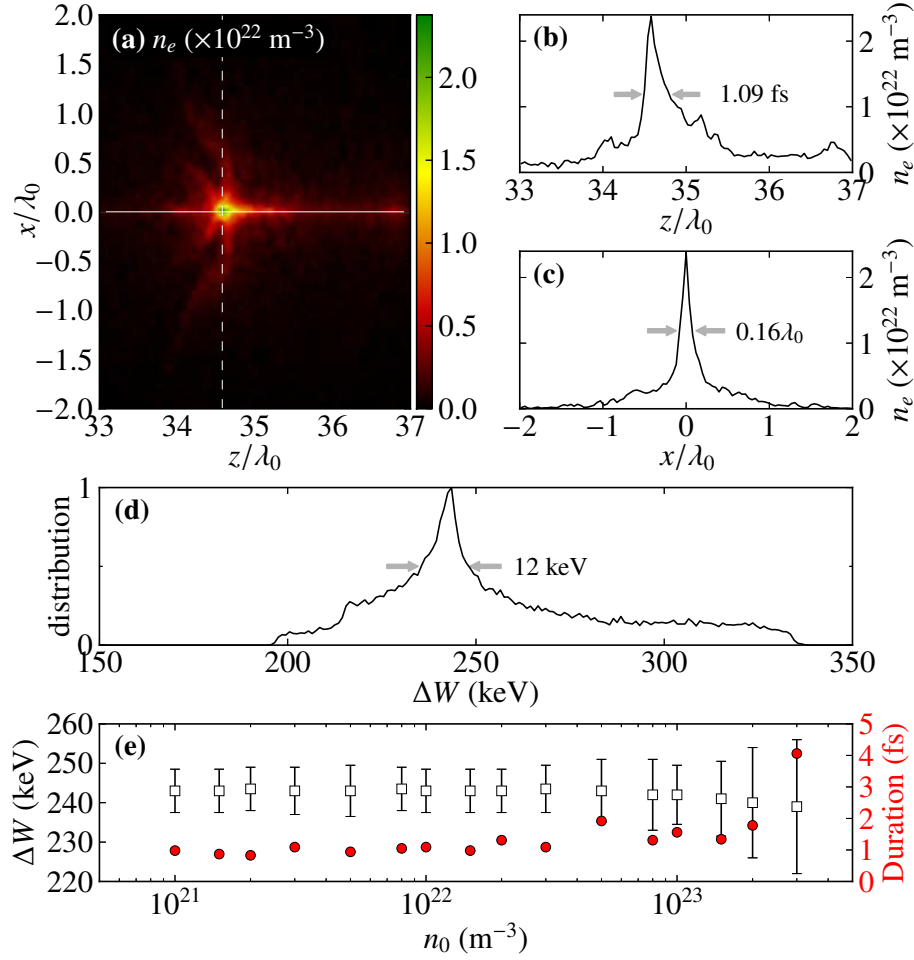 (a) nₑ (×10²² m⁻³)
2.0
1.5
1.0
0.5
0.0
−0.5
−1.0
−1.5
−2.0
x/λ₀
33 34 35 36 37
z/λ₀
2.0
1.5
1.0
0.5
0.0
(b)
1.09 fs
2
1
0
nₑ (×10²² m⁻³)
33 34 35 36 37
z/λ₀
(c)
0.16λ₀
2
1
0
nₑ (×10²² m⁻³)
−2 −1 0 1 2
x/λ₀
(d)
12 keV
1
0
distribution
150 200 250 300 350
ΔW (keV)
(e)
260
250
240
230
220
ΔW (keV)
5
4
3
2
1
0
Duration (fs)
10²¹ 10²² 10²³
n₀ (m⁻³)